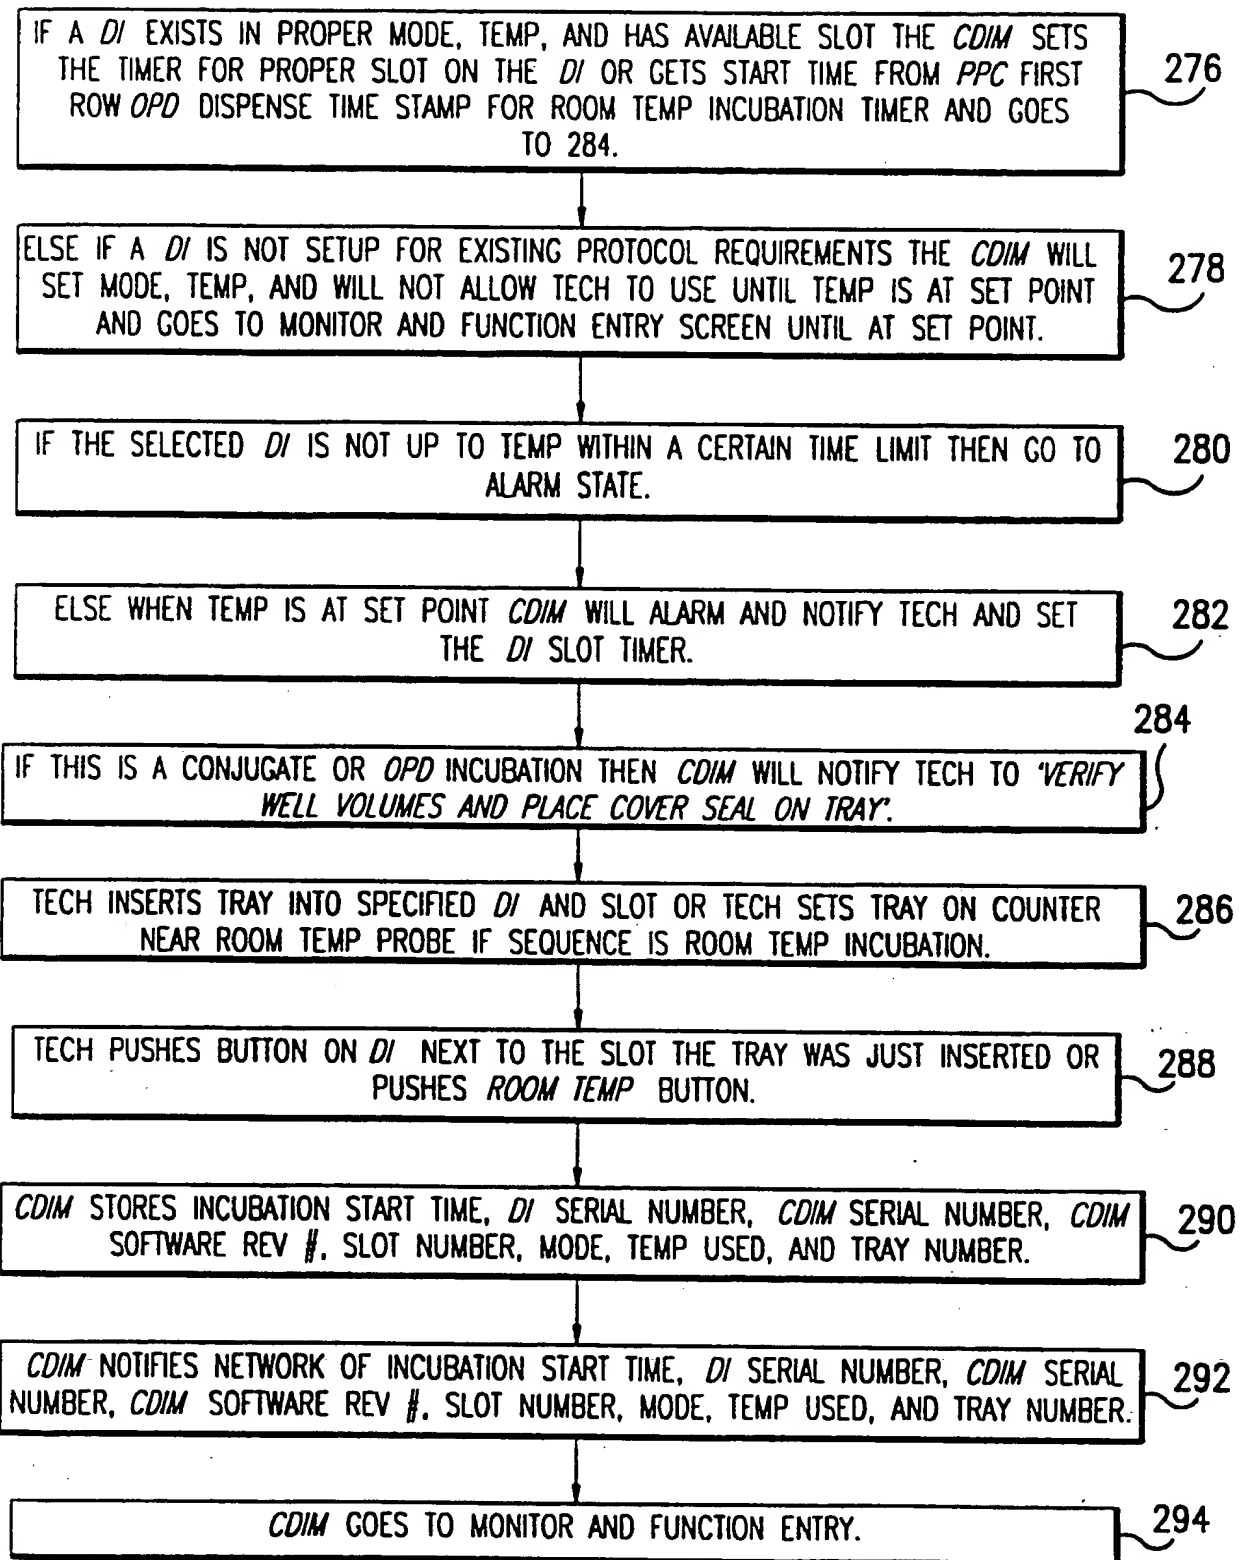 IF A DI EXISTS IN PROPER MODE, TEMP, AND HAS AVAILABLE SLOT THE CDIM SETS
THE TIMER FOR PROPER SLOT ON THE DI OR GETS START TIME FROM PPC FIRST
ROW OPD DISPENSE TIME STAMP FOR ROOM TEMP INCUBATION TIMER AND GOES
TO 284.
276
ELSE IF A DI IS NOT SETUP FOR EXISTING PROTOCOL REQUIREMENTS THE CDIM WILL
SET MODE, TEMP, AND WILL NOT ALLOW TECH TO USE UNTIL TEMP IS AT SET POINT
AND GOES TO MONITOR AND FUNCTION ENTRY SCREEN UNTIL AT SET POINT.
278
IF THE SELECTED DI IS NOT UP TO TEMP WITHIN A CERTAIN TIME LIMIT THEN GO TO
ALARM STATE.
280
ELSE WHEN TEMP IS AT SET POINT CDIM WILL ALARM AND NOTIFY TECH AND SET
THE DI SLOT TIMER.
282
284
IF THIS IS A CONJUGATE OR OPD INCUBATION THEN CDIM WILL NOTIFY TECH TO 'VERIFY
WELL VOLUMES AND PLACE COVER SEAL ON TRAY'.
TECH INSERTS TRAY INTO SPECIFIED DI AND SLOT OR TECH SETS TRAY ON COUNTER
NEAR ROOM TEMP PROBE IF SEQUENCE IS ROOM TEMP INCUBATION.
286
TECH PUSHES BUTTON ON DI NEXT TO THE SLOT THE TRAY WAS JUST INSERTED OR
PUSHES ROOM TEMP BUTTON.
288
CDIM STORES INCUBATION START TIME, DI SERIAL NUMBER, CDIM SERIAL NUMBER, CDIM
SOFTWARE REV #. SLOT NUMBER, MODE, TEMP USED, AND TRAY NUMBER.
290
CDIM NOTIFIES NETWORK OF INCUBATION START TIME, DI SERIAL NUMBER, CDIM SERIAL
NUMBER, CDIM SOFTWARE REV #. SLOT NUMBER, MODE, TEMP USED, AND TRAY NUMBER.
292
CDIM GOES TO MONITOR AND FUNCTION ENTRY.
294